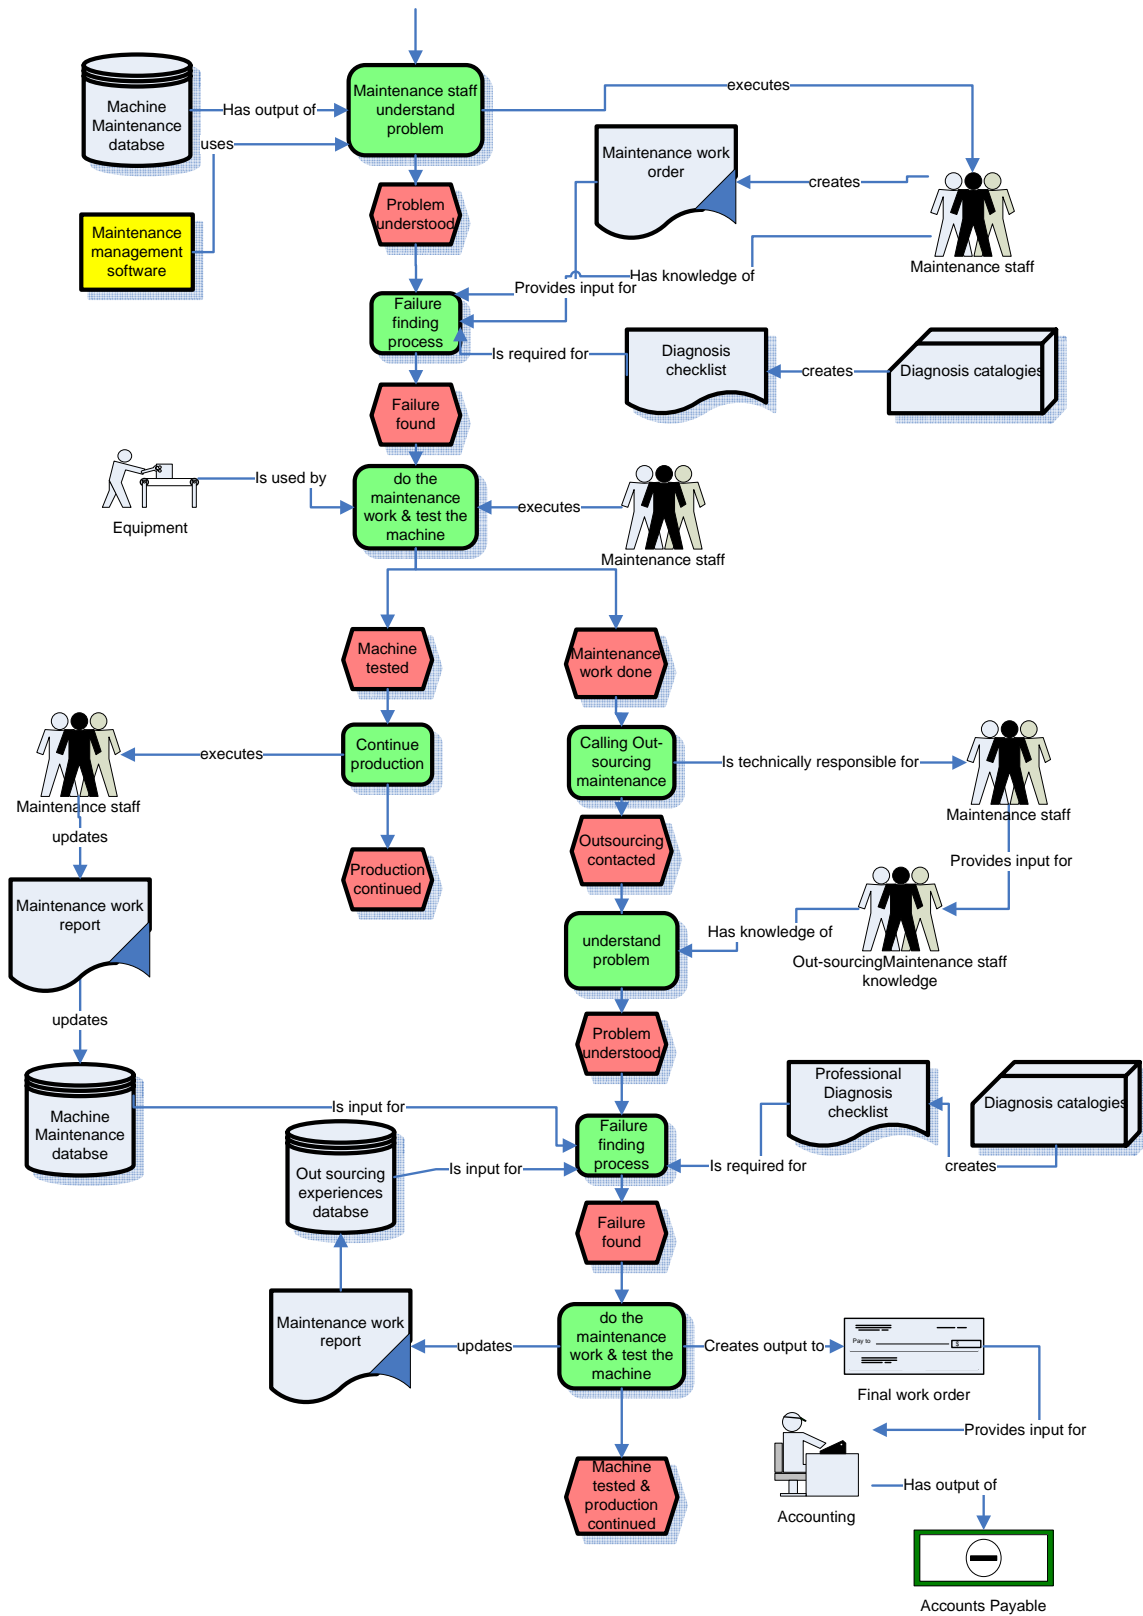 Machine
Maintenance
databse
Has output of
Maintenance staff
understand
problem
executes
uses
Maintenance
management
software
Problem
understood
Maintenance work
order
creates
Maintenance staff
Has knowledge of
Provides input for
Failure
finding
process
Is required for
Diagnosis
checklist
creates
Diagnosis catalogies
Failure
found
Equipment
Is used by
do the
maintenance
work & test the
machine
executes
Maintenance staff
Machine
tested
Maintenance
work done
Maintenance staff
executes
Continue
production
Calling Out-
sourcing
maintenance
Is technically responsible for
Maintenance staff
updates
Production
continued
Outsourcing
contacted
Provides input for
Maintenance work
report
understand
problem
Has knowledge of
Out-sourcingMaintenance staff
knowledge
updates
Problem
understood
Machine
Maintenance
databse
Is input for
Professional
Diagnosis
checklist
Diagnosis catalogies
Failure
finding
process
Out sourcing
experiences
databse
Is input for
Is required for
creates
Failure
found
Maintenance work
report
updates
do the
maintenance
work & test the
machine
Creates output to
Pay to
$
Final work order
Provides input for
Machine
tested &
production
continued
Accounting
Has output of
Accounts Payable